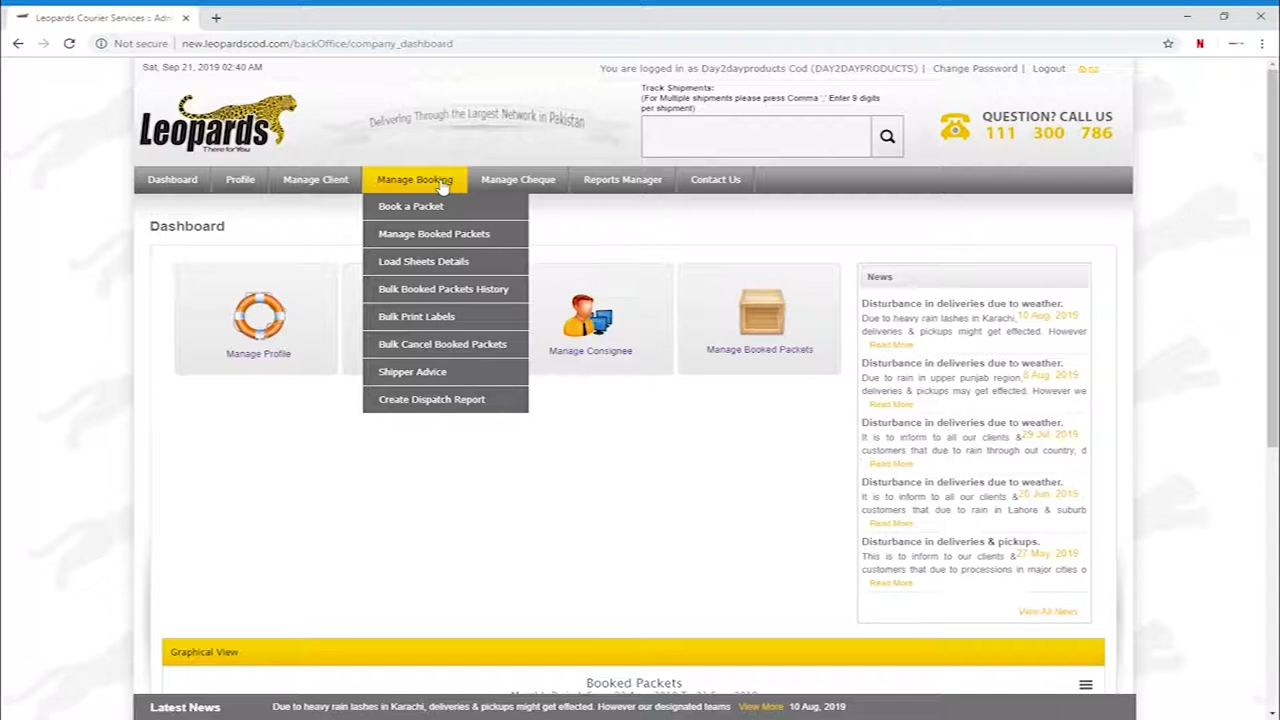 Leopards Courier Services :: Adm
Not secure | new.leopardscod.com/backOffice/company_dashboard
N
Sat, Sep 21, 2019 02:40 AM
You are logged in as Day2dayproducts Cod (DAY2DAYPRODUCTS) | Change Password | Logout
Leopards
There for You
Delivering Through the Largest Network in Pakistan
Track Shipments:
(For Multiple shipments please press Comma ',' Enter 9 digits
per shipment)
QUESTION? CALL US
111 300 786
Dashboard Profile Manage Client Manage Booking Manage Cheque Reports Manager Contact Us
Book a Packet
Manage Booked Packets
Load Sheets Details
Bulk Booked Packets History
Bulk Print Labels
Bulk Cancel Booked Packets
Shipper Advice
Create Dispatch Report
Dashboard
Manage Profile
Manage Consignee
Manage Booked Packets
News
Disturbance in deliveries due to weather.
Due to heavy rain lashes in Karachi, 10 Aug, 2019
deliveries & pickups might get effected. However
Read More
Disturbance in deliveries due to weather.
Due to rain in upper punjab region, 8 Aug, 2019
deliveries & pickups may get effected. However we
Read More
Disturbance in deliveries due to weather.
It is to inform to all our clients & 29 Jul, 2019
customers that due to rain through out country, d
Read More
Disturbance in deliveries due to weather.
It is to inform to all our clients & 20 Jun, 2019
customers that due to rain in Lahore & suburb
Read More
Disturbance in deliveries & pickups.
This is to inform to our clients & 27 May, 2019
customers that due to processions in major cities o
Read More
View All News
Graphical View
Booked Packets
Latest News
Due to heavy rain lashes in Karachi, deliveries & pickups might get effected. However our designated teams View More 10 Aug, 2019